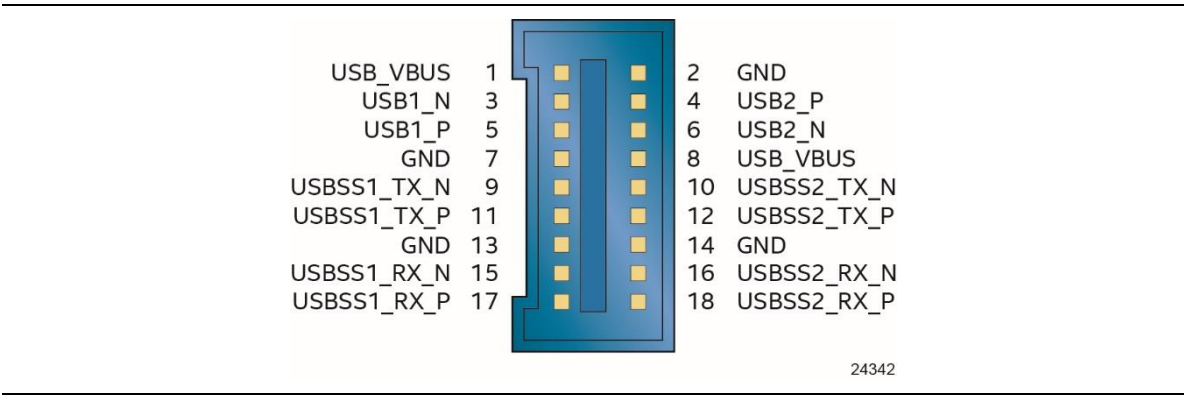 USB_VBUS 1 2 GND
USB1_N 3 4 USB2_P
USB1_P 5 6 USB2_N
GND 7 8 USB_VBUS
USBSS1_TX_N 9 10 USBSS2_TX_N
USBSS1_TX_P 11 12 USBSS2_TX_P
GND 13 14 GND
USBSS1_RX_N 15 16 USBSS2_RX_N
USBSS1_RX_P 17 18 USBSS2_RX_P
24342